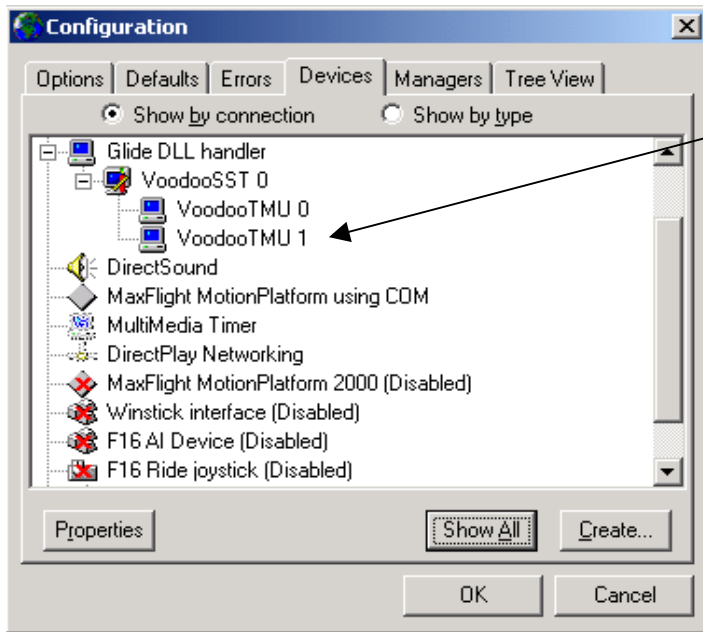 Configuration
Options Defaults Errors Devices Managers Tree View
Show by connection Show by type
Glide DLL handler
VoodooSST 0
VoodooTMU 0
VoodooTMU 1
DirectSound
MaxFlight MotionPlatform using COM
MultiMedia Timer
DirectPlay Networking
MaxFlight MotionPlatform 2000 (Disabled)
Winstick interface (Disabled)
F16 AI Device (Disabled)
F16 Ride joystick (Disabled)
Properties Show All Create...
OK Cancel